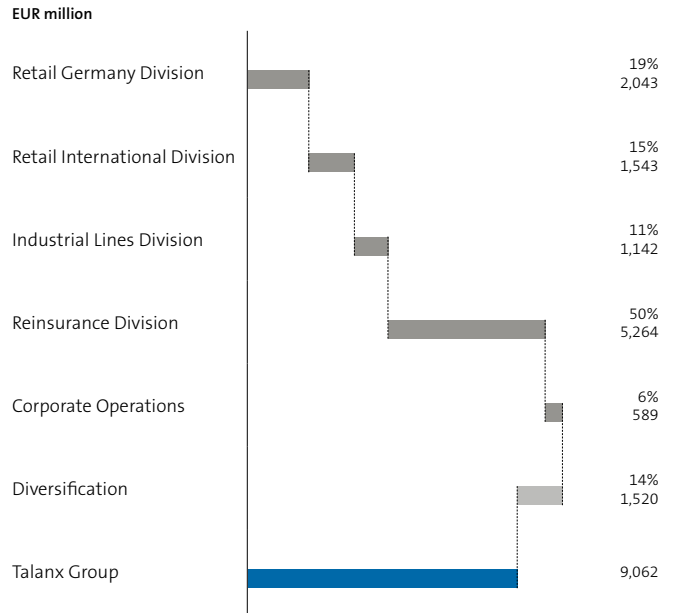 EUR million
Retail Germany Division
19%
2,043
Retail International Division
15%
1,543
Industrial Lines Division
11%
1,142
Reinsurance Division
50%
5,264
Corporate Operations
6%
589
Diversification
14%
1,520
Talanx Group
9,062